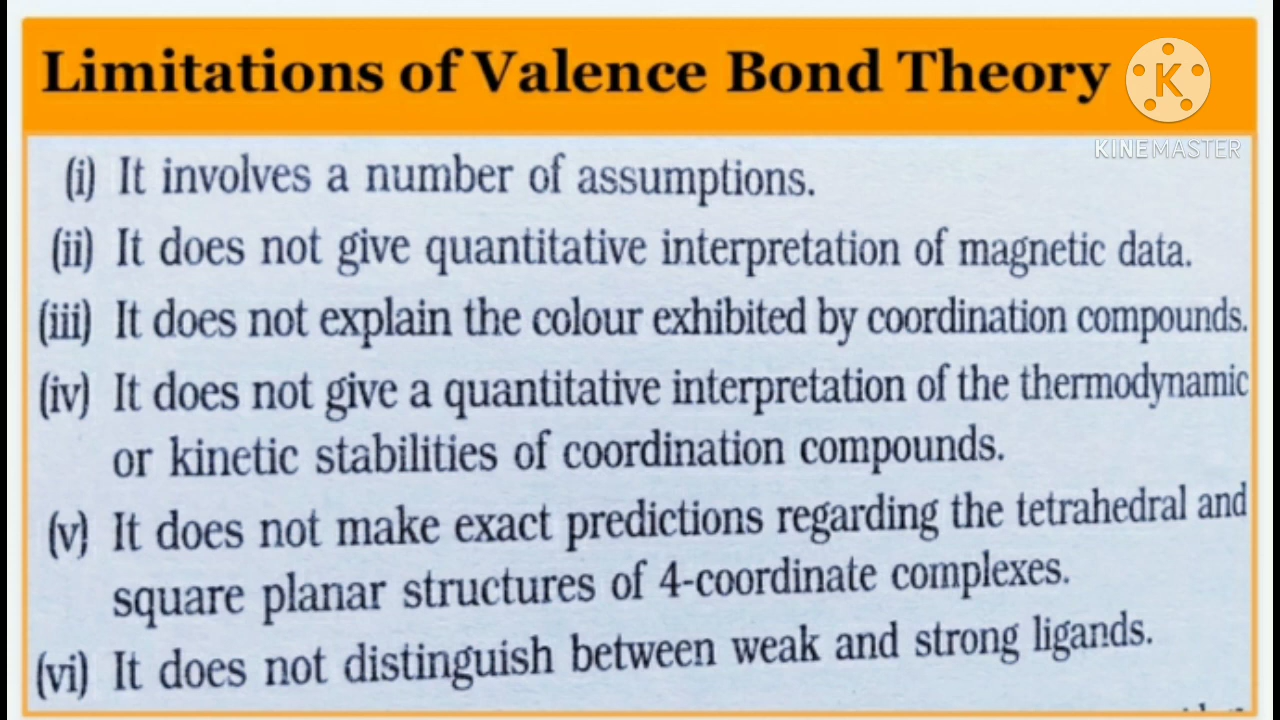 Limitations of Valence Bond Theory
K
KINEMASTER
(i) It involves a number of assumptions.
(ii) It does not give quantitative interpretation of magnetic data.
(iii) It does not explain the colour exhibited by coordination compounds.
(iv) It does not give a quantitative interpretation of the thermodynamic
or kinetic stabilities of coordination compounds.
(v) It does not make exact predictions regarding the tetrahedral and
square planar structures of 4-coordinate complexes.
(vi) It does not distinguish between weak and strong ligands.